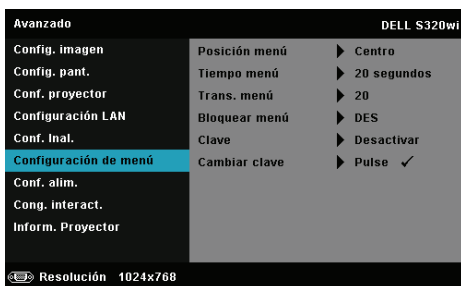 Avanzado DELL S320wi
Config. imagen
Config. pant.
Conf. proyector
Configuración LAN
Conf. Inal.
Configuración de menú
Conf. alim.
Cong. interact.
Inform. Proyector
Posición menú Centro
Tiempo menú 20 segundos
Trans. menú 20
Bloquear menú DES
Clave Desactivar
Cambiar clave Pulse ✓
Resolución 1024x768